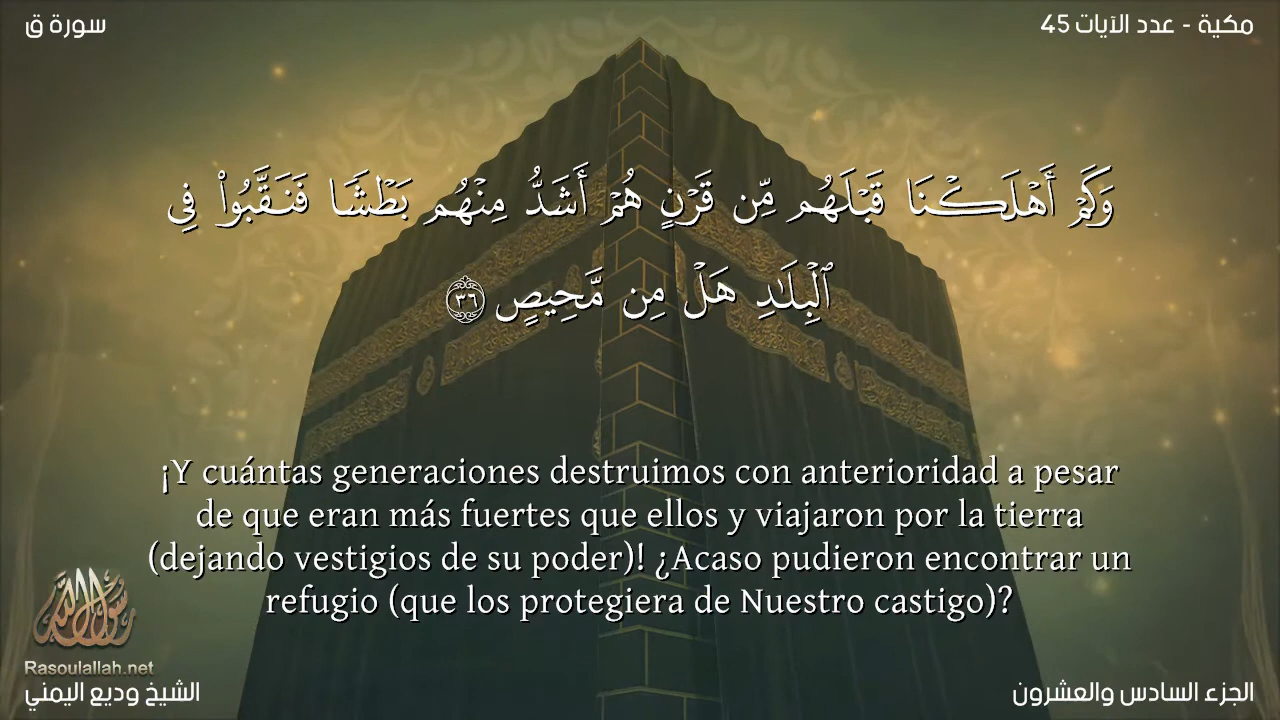 سورة ق
مكية - عدد الآيات 45
وَكَمْ أَهْلَكْنَا قَبْلَهُم مِّن قَرْنٍ هُمْ أَشَدُّ مِنْهُم بَطْشًا فَنَقَّبُوا۟ فِى
ٱلْبِلَـٰدِ هَلْ مِن مَّحِيصٍ ٣٦
¡Y cuántas generaciones destruimos con anterioridad a pesar
de que eran más fuertes que ellos y viajaron por la tierra
(dejando vestigios de su poder)! ¿Acaso pudieron encontrar un
refugio (que los protegiera de Nuestro castigo)?
رسول الله
Rasoulallah.net
الشيخ وديع اليمني
الجزء السادس والعشرون